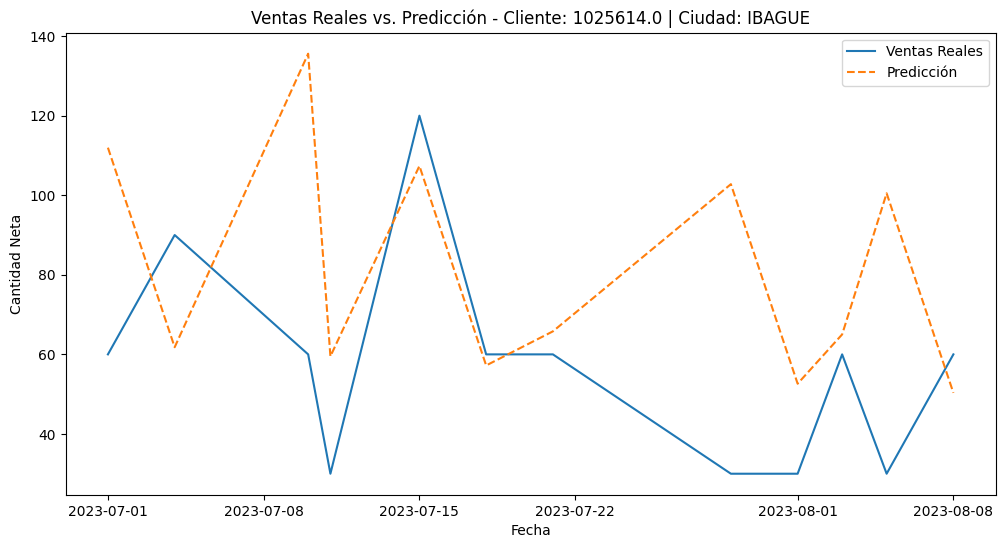 Ventas Reales vs. Predicción - Cliente: 1025614.0 | Ciudad: IBAGUE
Ventas Reales
Predicción
Cantidad Neta
140
120
100
80
60
40
2023-07-01
2023-07-08
2023-07-15
2023-07-22
2023-08-01
2023-08-08
Fecha